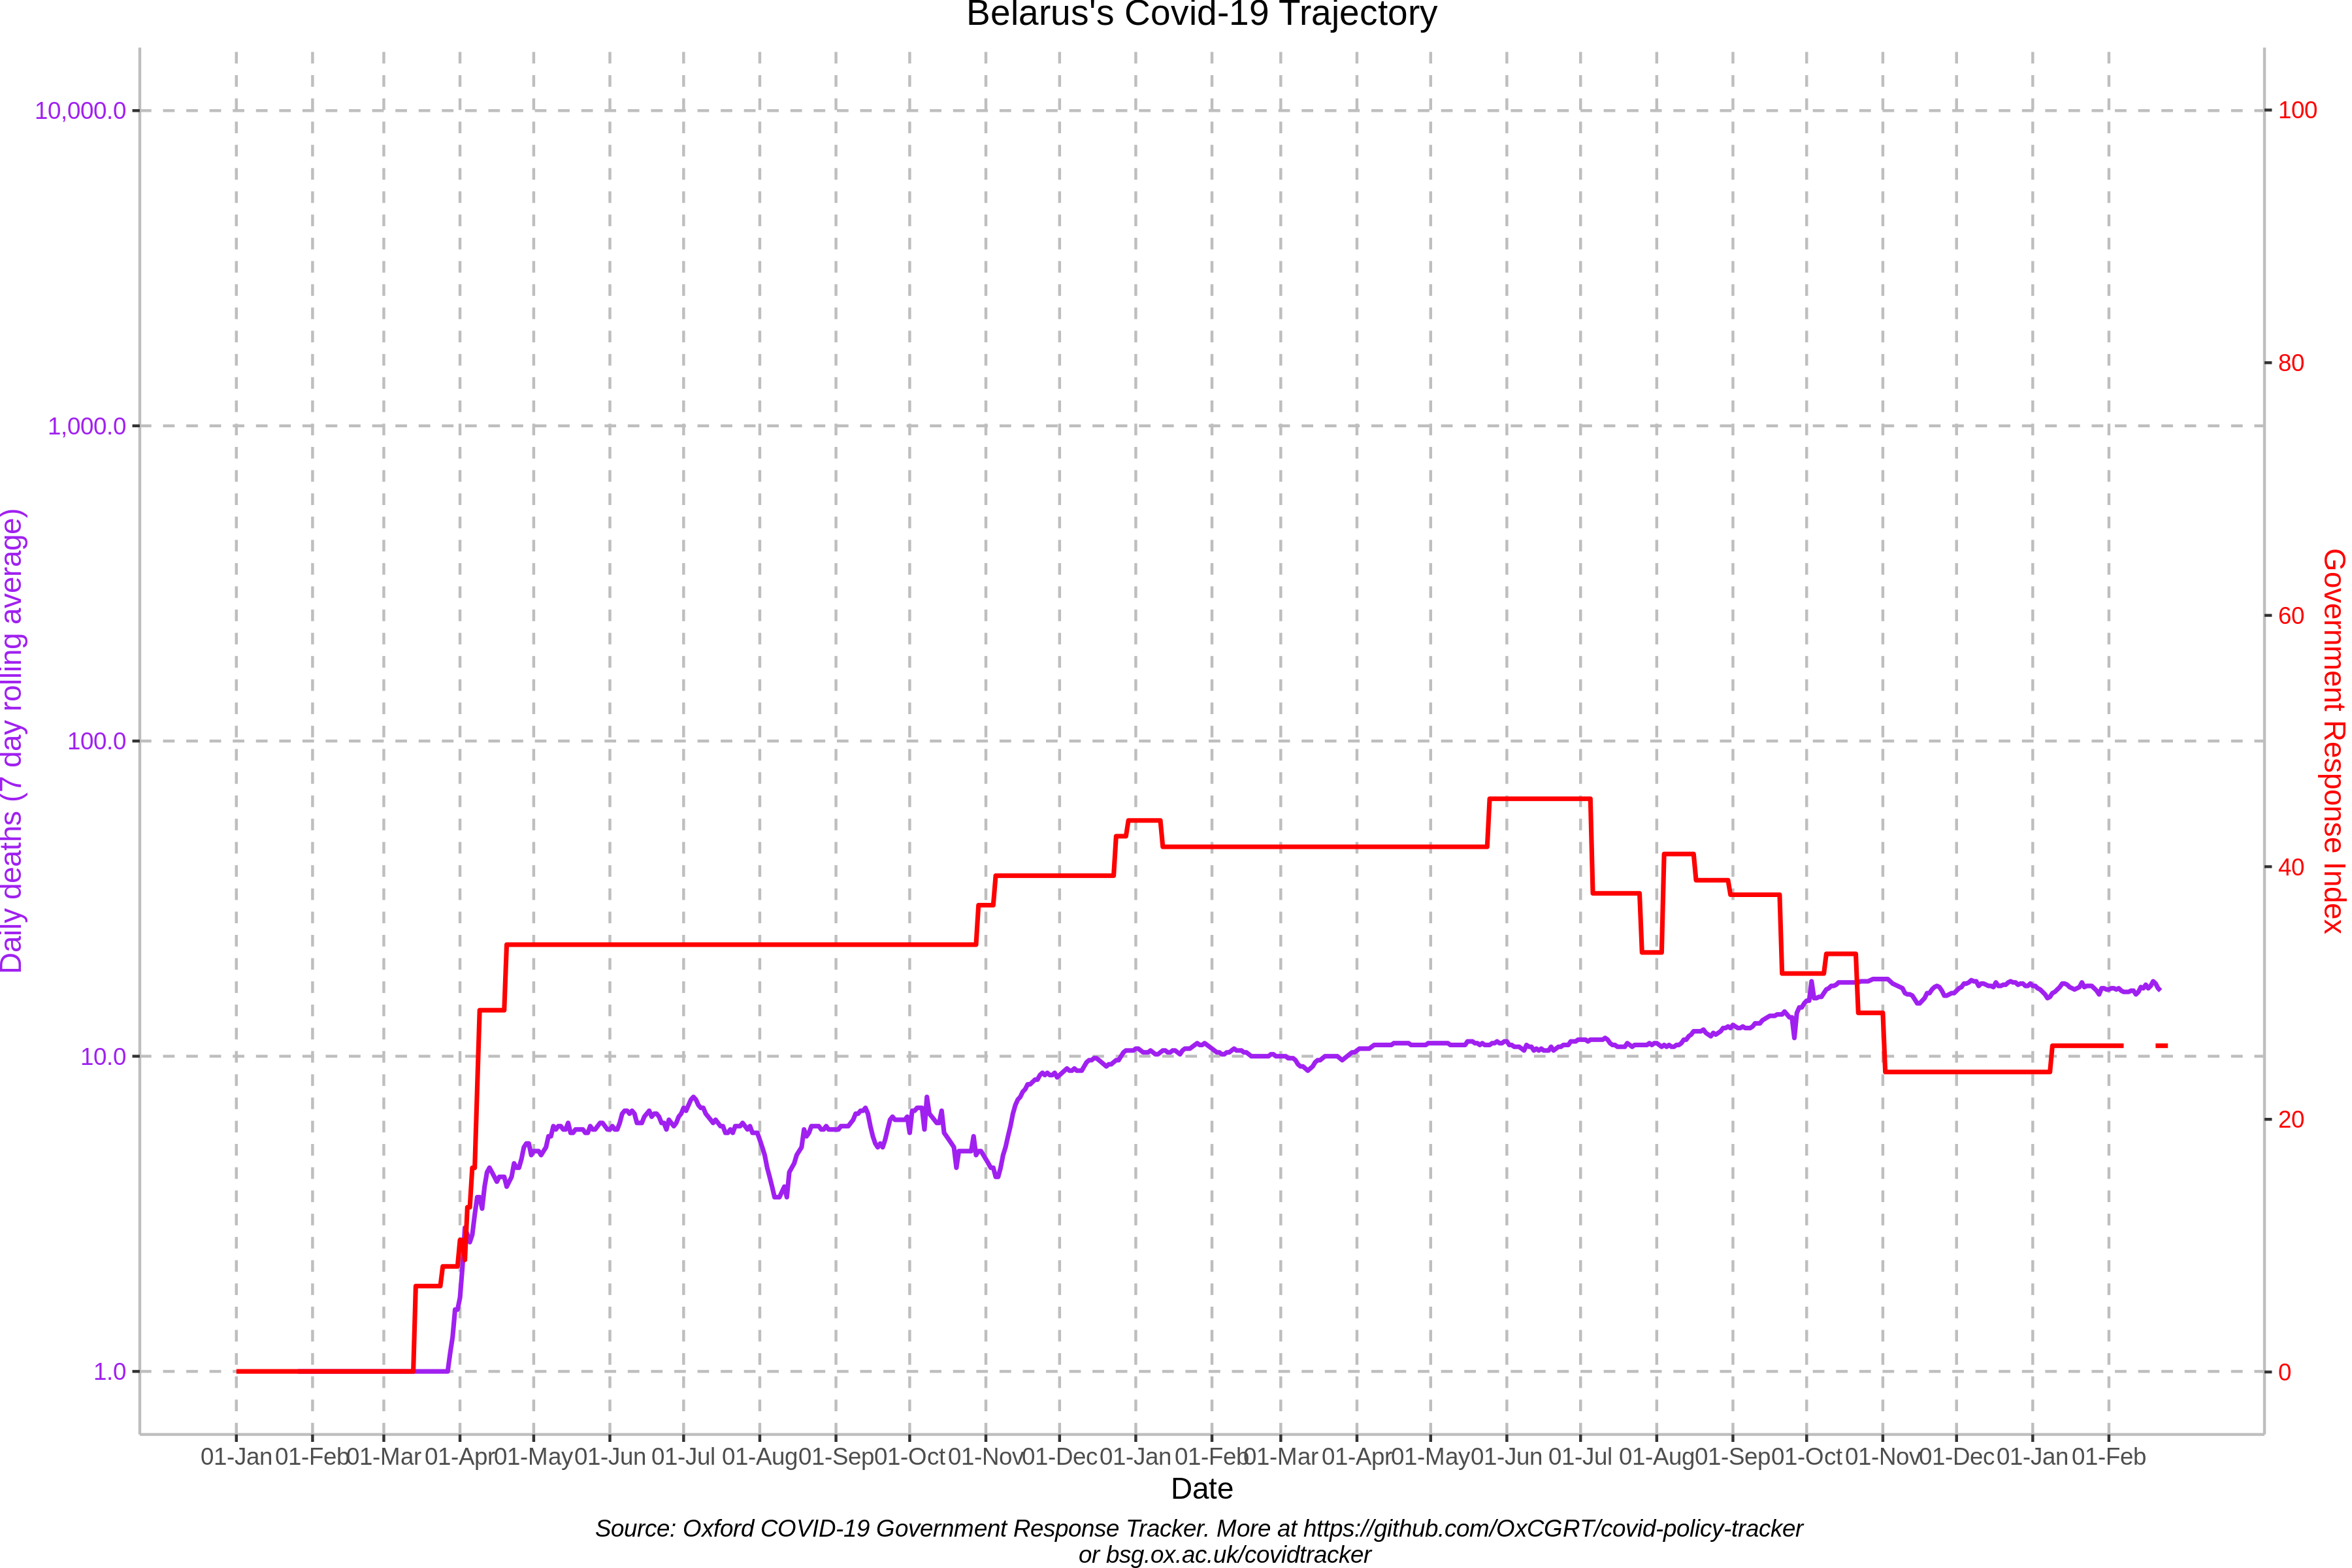 Belarus's Covid-19 Trajectory
10,000.0
1,000.0
100.0
10.0
1.0
Daily deaths (7 day rolling average)
100
80
60
40
20
0
Government Response Index
01-Jan 01-Feb 01-Mar 01-Apr 01-May 01-Jun 01-Jul 01-Aug 01-Sep 01-Oct 01-Nov 01-Dec 01-Jan 01-Feb 01-Mar 01-Apr 01-May 01-Jun 01-Jul 01-Aug 01-Sep 01-Oct 01-Nov 01-Dec 01-Jan 01-Feb
Date
Source: Oxford COVID-19 Government Response Tracker. More at https://github.com/OxCGRT/covid-policy-tracker
or bsg.ox.ac.uk/covidtracker